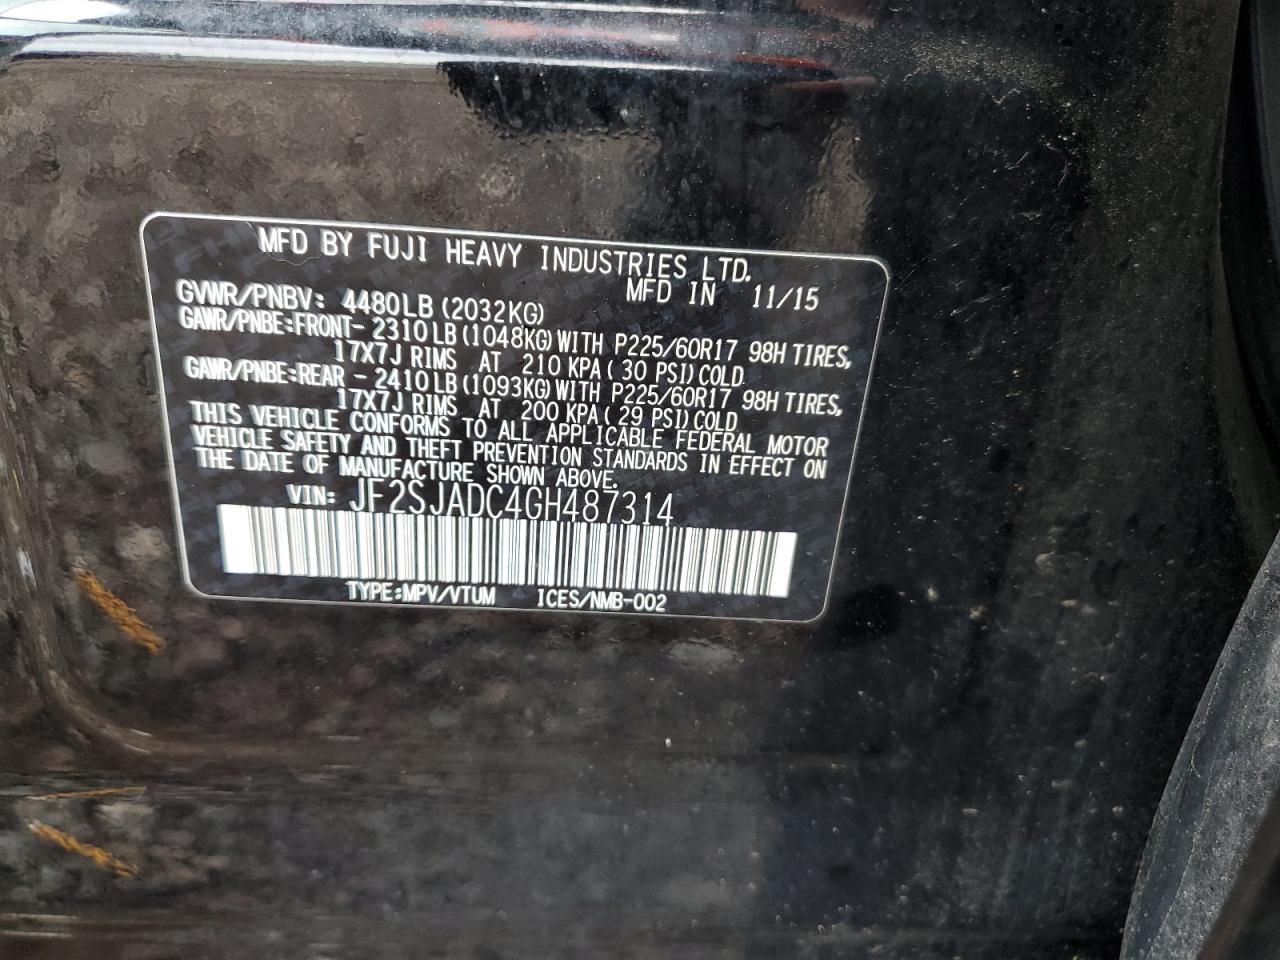 MFD BY FUJI HEAVY INDUSTRIES LTD.
MFD IN 11/15
GVWR/PNBV: 4480LB (2032KG)
GAWR/PNBE:FRONT- 2310LB(1048KG)WITH P225/60R17 98H TIRES,
17X7J RIMS AT 210 KPA( 30 PSI)COLD
GAWR/PNBE:REAR - 2410LB(1093KG)WITH P225/60R17 98H TIRES,
17X7J RIMS AT 200 KPA( 29 PSI)COLD
THIS VEHICLE CONFORMS TO ALL APPLICABLE FEDERAL MOTOR
VEHICLE SAFETY AND THEFT PREVENTION STANDARDS IN EFFECT ON
THE DATE OF MANUFACTURE SHOWN ABOVE.
VIN: JF2SJADC4GH487314
TYPE:MPV/VTUM ICES/NMB-002